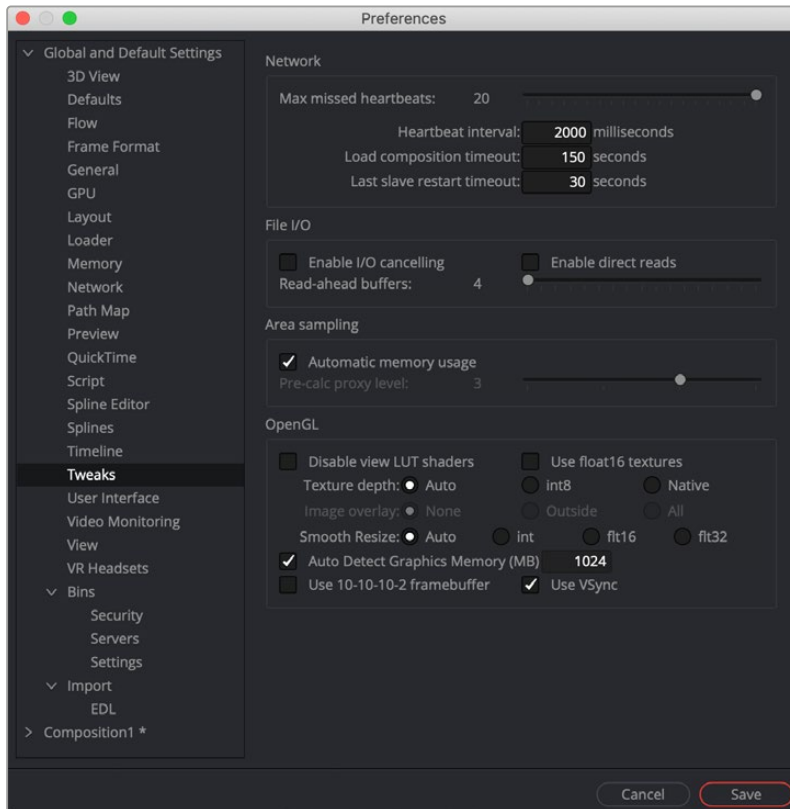 Preferences
Global and Default Settings
3D View
Defaults
Flow
Frame Format
General
GPU
Layout
Loader
Memory
Network
Path Map
Preview
QuickTime
Script
Spline Editor
Splines
Timeline
Tweaks
User Interface
Video Monitoring
View
VR Headsets
Bins
Security
Servers
Settings
Import
EDL
Composition1 *
Network
Max missed heartbeats: 20
Heartbeat interval: 2000 milliseconds
Load composition timeout: 150 seconds
Last slave restart timeout: 30 seconds
File I/O
Enable I/O cancelling Enable direct reads
Read-ahead buffers: 4
Area sampling
Automatic memory usage
Pre-calc proxy level: 3
OpenGL
Disable view LUT shaders Use float16 textures
Texture depth: Auto int8 Native
Image overlay: None Outside All
Smooth Resize: Auto int flt16 flt32
Auto Detect Graphics Memory (MB) 1024
Use 10-10-10-2 framebuffer Use VSync
Cancel Save